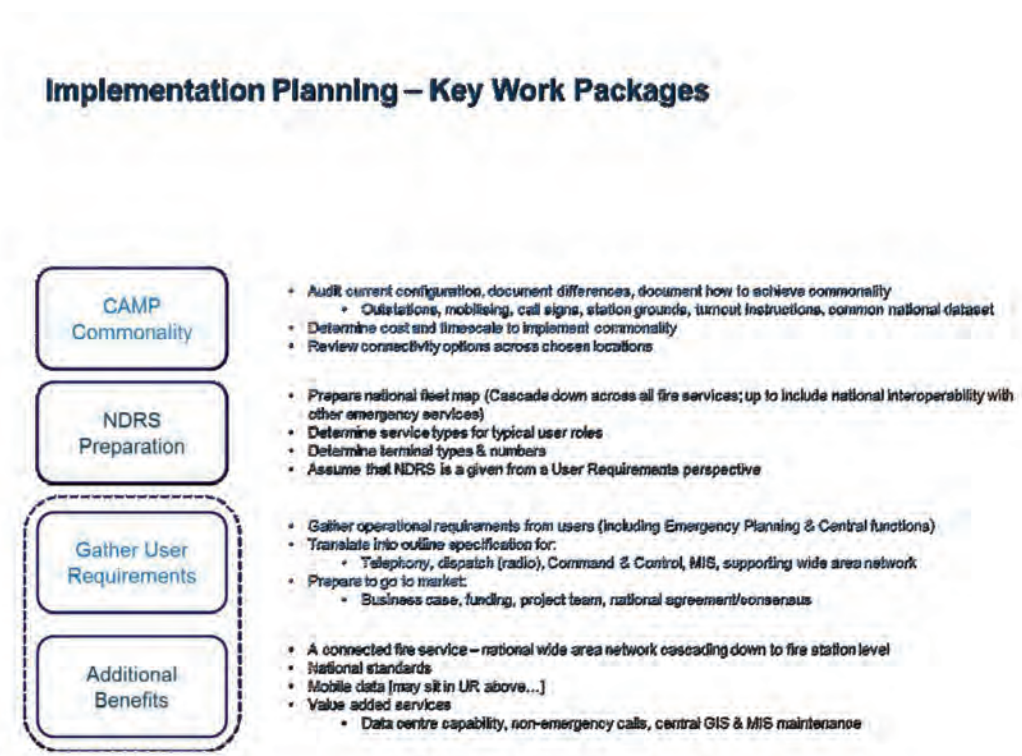 Implementation Planning – Key Work Packages
CAMP
Commonality
• Audit current configuration, document differences, document how to achieve commonality
• Outstations, mobilising, call signs, station grounds, turnout instructions, common national dataset
• Determine cost and timescale to implement commonality
• Review connectivity options across chosen locations
NDRS
Preparation
• Prepare national fleet map (Cascade down across all fire services; up to include national interoperability with
other emergency services)
• Determine service types for typical user roles
• Determine terminal types & numbers
• Assume that NDRS is a given from a User Requirements perspective
Gather User
Requirements
• Gather operational requirements from users (including Emergency Planning & Central functions)
• Translate into outline specification for:
• Telephony, dispatch (radio), Command & Control, MIS, supporting wide area network
• Prepare to go to market:
• Business case, funding, project team, national agreement/consensus
Additional
Benefits
• A connected fire service – national wide area network cascading down to fire station level
• National standards
• Mobile data [may sit in UR above...]
• Value added services
• Data centre capability, non-emergency calls, central GIS & MIS maintenance